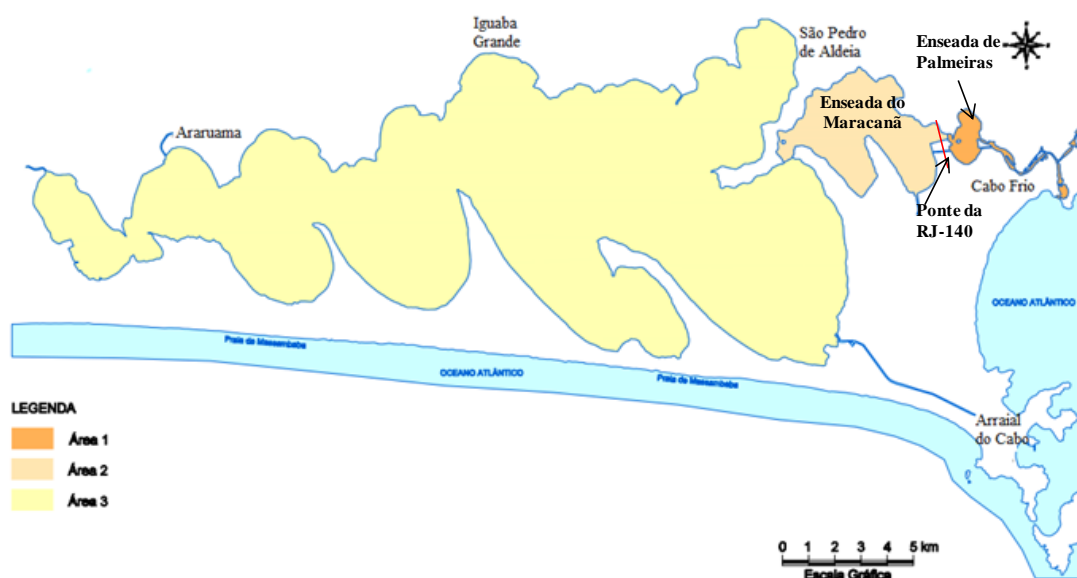 Iguaba
Grande
São Pedro
de Aldeia
Enseada de
Palmeiras
Enseada do
Maracanã
Araruama
Cabo Frio
Ponte da
RJ-140
OCEANO ATLÂNTICO
Praia de Massambaba
OCEANO ATLÂNTICO
Praia de Massambaba
LEGENDA
Área 1
Área 2
Área 3
Arraial
do Cabo
0 1 2 3 4 5 km
Escala Gráfica